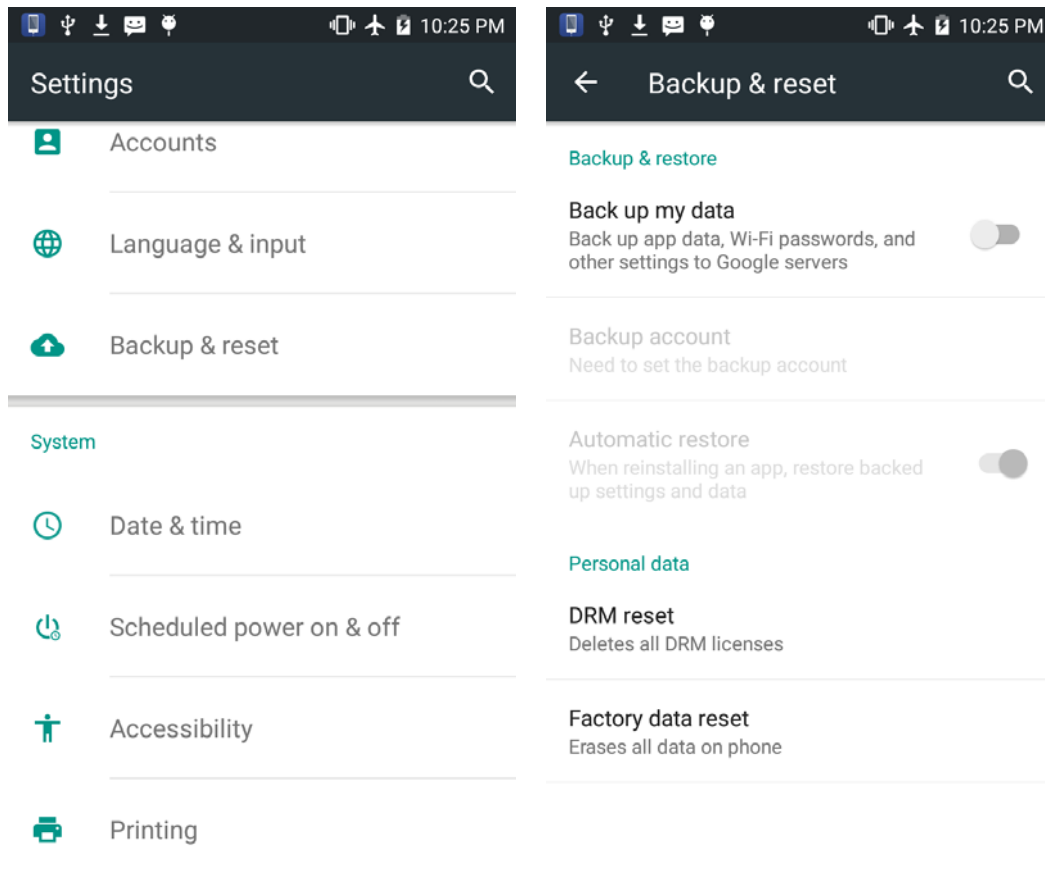 10:25 PM
Settings
Accounts
Language & input
Backup & reset
System
Date & time
Scheduled power on & off
Accessibility
Printing
10:25 PM
Backup & reset
Backup & restore
Back up my data
Back up app data, Wi-Fi passwords, and
other settings to Google servers
Backup account
Need to set the backup account
Automatic restore
When reinstalling an app, restore backed
up settings and data
Personal data
DRM reset
Deletes all DRM licenses
Factory data reset
Erases all data on phone